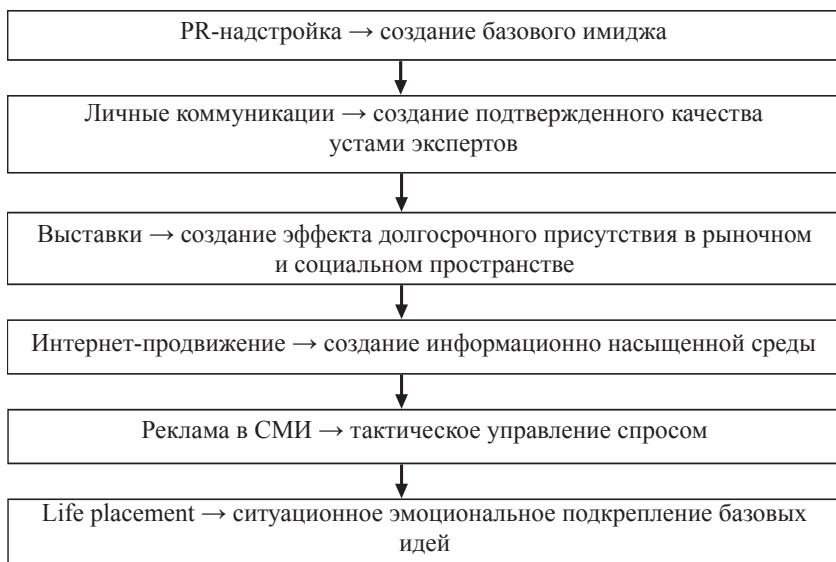 PR-надстройка → создание базового имиджа
Личные коммуникации → создание подтвержденного качества
устами экспертов
Выставки → создание эффекта долгосрочного присутствия в рыночном
и социальном пространстве
Интернет-продвижение → создание информационно насыщенной среды
Реклама в СМИ → тактическое управление спросом
Life placement → ситуационное эмоциональное подкрепление базовых
идей